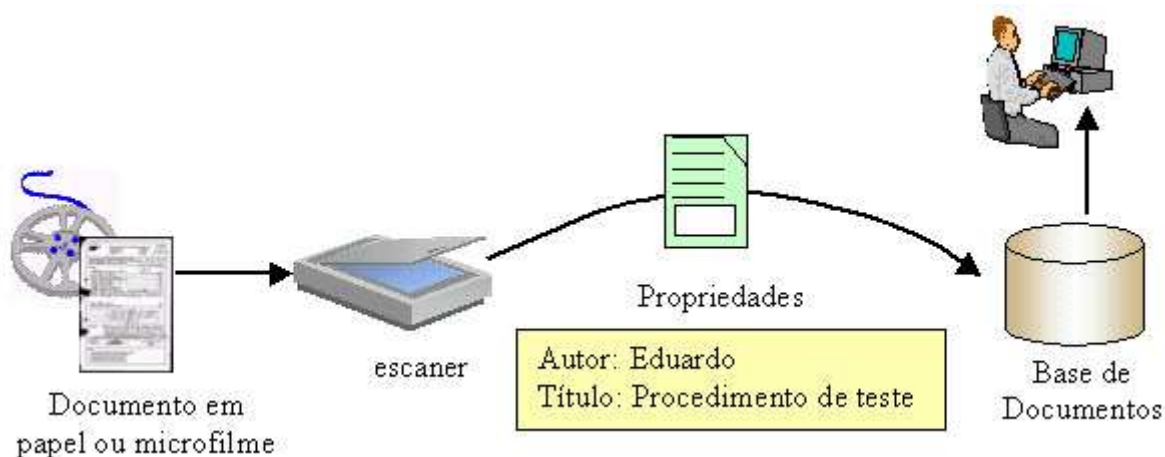 Documento em
papel ou microfilme
escaner
Propriedades
Autor: Eduardo
Título: Procedimento de teste
Base de
Documentos